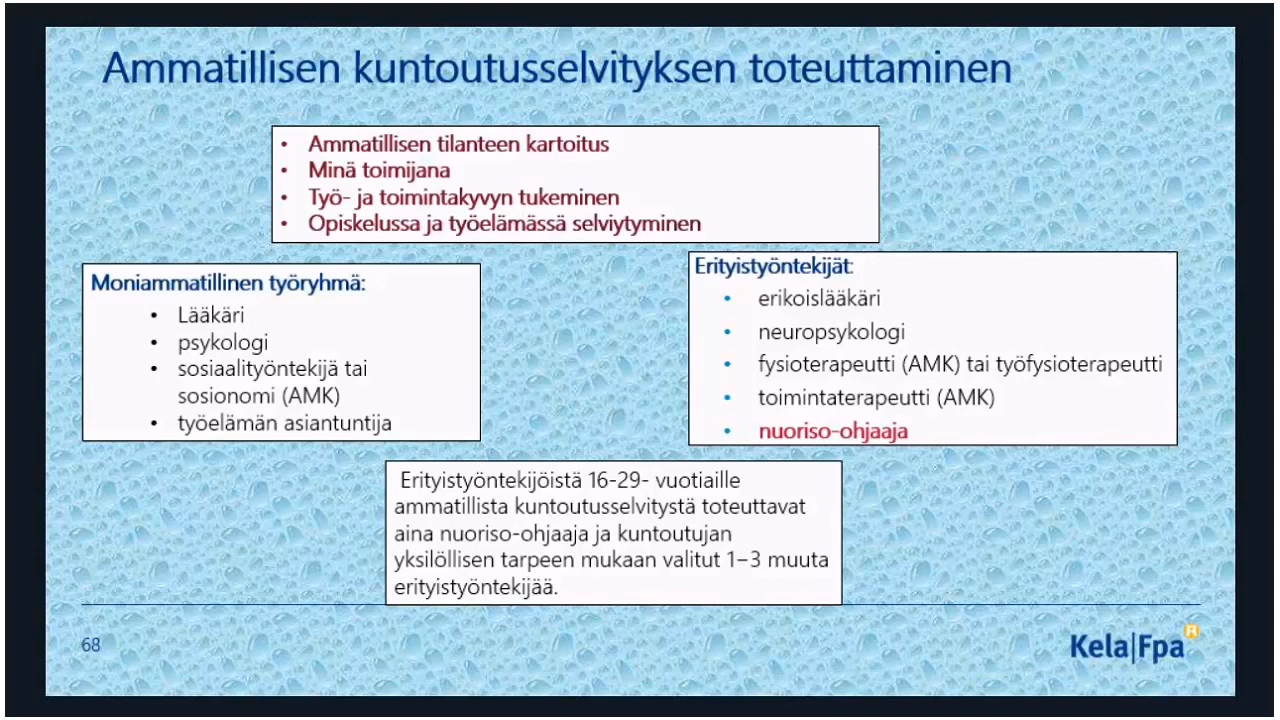 Ammatillisen kuntoutusselvityksen toteuttaminen
• Ammatillisen tilanteen kartoitus
• Minä toimijana
• Työ- ja toimintakyvyn tukeminen
• Opiskelussa ja työelämässä selviytyminen
Moniammatillinen työryhmä:
• Lääkäri
• psykologi
• sosiaalityöntekijä tai
sosionomi (AMK)
• työelämän asiantuntija
Erityistyöntekijät:
• erikoislääkäri
• neuropsykologi
• fysioterapeutti (AMK) tai työfysioterapeutti
• toimintaterapeutti (AMK)
• nuoriso-ohjaaja
Erityistyöntekijöistä 16-29- vuotiaille
ammatillista kuntoutusselvitystä toteuttavat
aina nuoriso-ohjaaja ja kuntoutujan
yksilöllisen tarpeen mukaan valitut 1–3 muuta
erityistyöntekijää.
68
Kela|Fpa